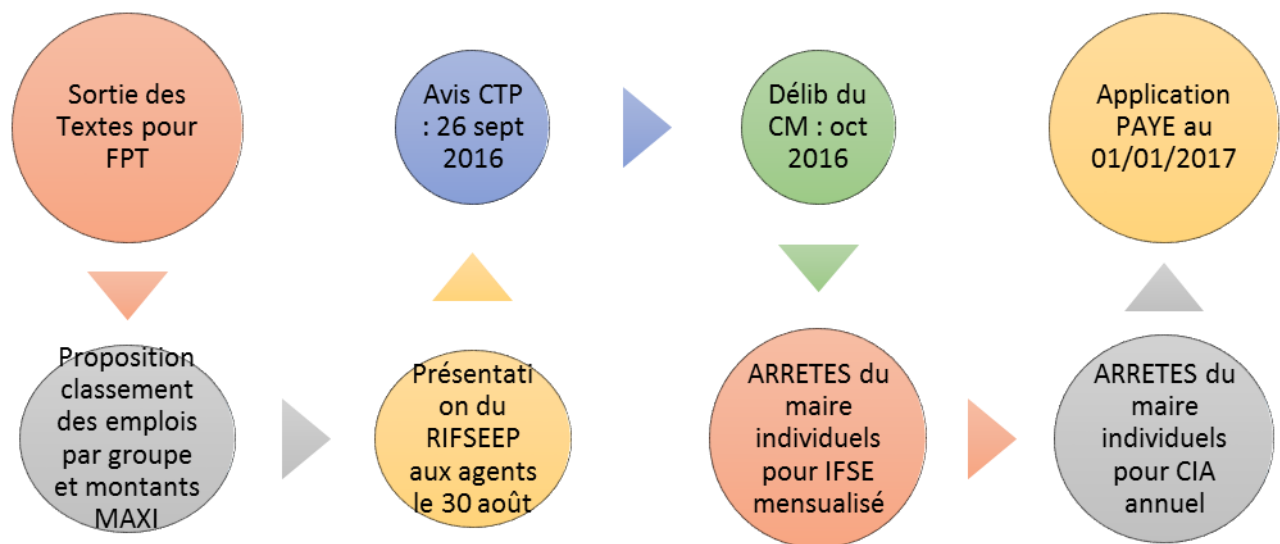 Sortie des
Textes pour
FPT
Proposition
classement
des emplois
par groupe
et montants
MAXI
Présentati
on du
RIFSEEP
aux agents
le 30 août
Avis CTP
: 26 sept
2016
Délib du
CM : oct
2016
ARRETES du
maire
individuels
pour IFSE
mensualisé
ARRETES du
maire
individuels
pour CIA
annuel
Application
PAYE au
01/01/2017